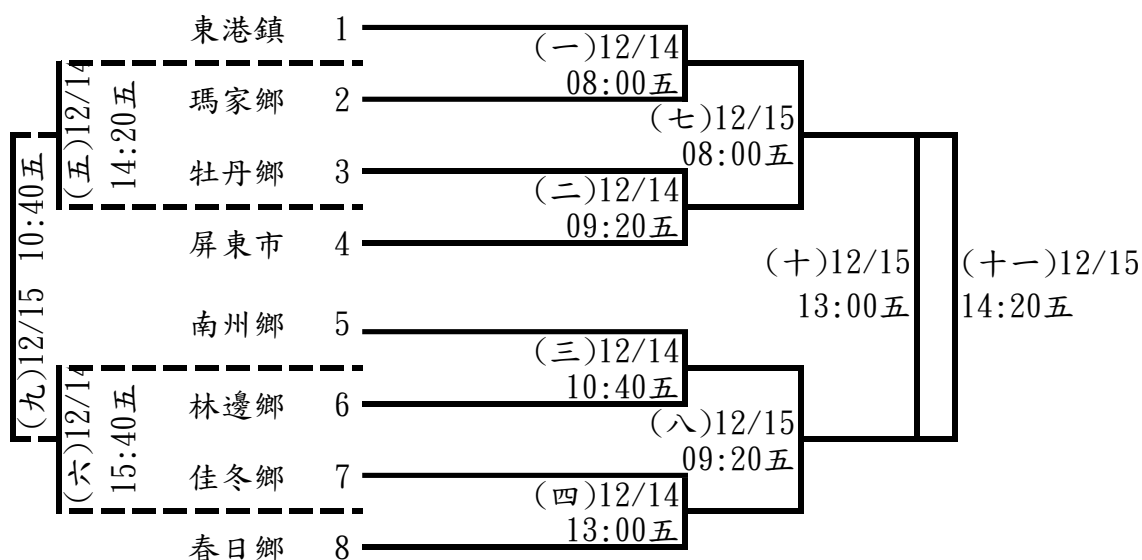 東港鎮 1
(一)12/14
08:00五
瑪家鄉 2
(七)12/15
08:00五
牡丹鄉 3
(二)12/14
09:20五
屏東市 4
(五)12/14
14:20五
(九)12/15 10:40五
(十)12/15
13:00五
(十一)12/15
14:20五
南州鄉 5
(三)12/14
10:40五
林邊鄉 6
(八)12/15
09:20五
佳冬鄉 7
(四)12/14
13:00五
春日鄉 8
(六)12/14
15:40五